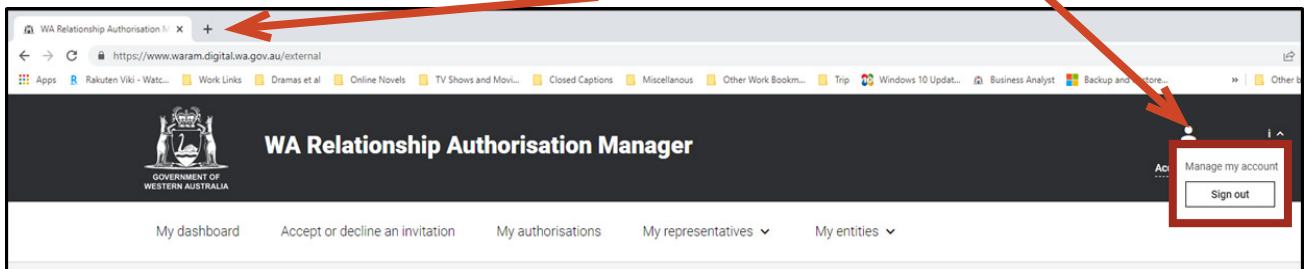 WA Relationship Authorisation M
https://www.waram.digital.wa.gov.au/external
Apps Rakuten Viki - Watc... Work Links Dramas et al Online Novels TV Shows and Movi... Closed Captions Miscellanous Other Work Bookm... Trip Windows 10 Updat... Business Analyst Backup and store... » Other b
GOVERNMENT OF
WESTERN AUSTRALIA
WA Relationship Authorisation Manager
i
Acc
Manage my account
Sign out
My dashboard Accept or decline an invitation My authorisations My representatives My entities